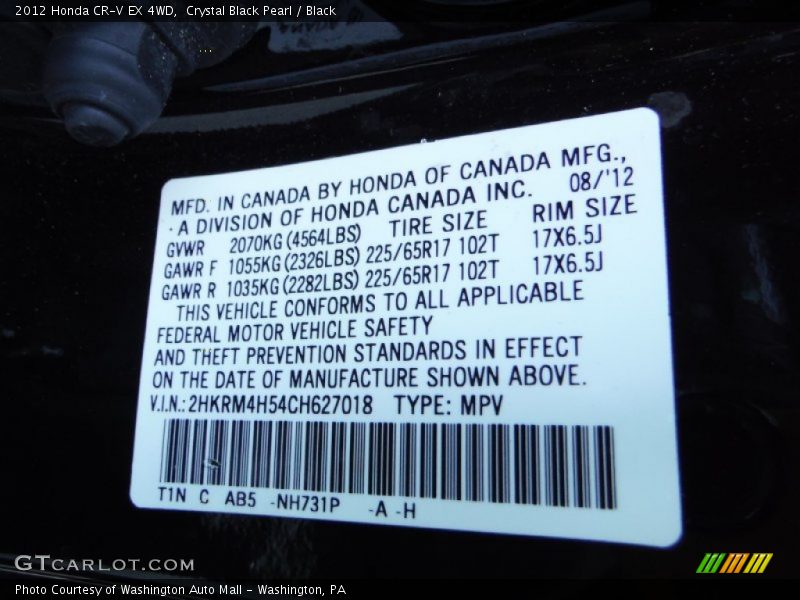 2012 Honda CR-V EX 4WD, Crystal Black Pearl / Black
MFD. IN CANADA BY HONDA OF CANADA MFG.,
· A DIVISION OF HONDA CANADA INC. 08/'12
GVWR 2070KG (4564LBS) TIRE SIZE RIM SIZE
GAWR F 1055KG (2326LBS) 225/65R17 102T 17X6.5J
GAWR R 1035KG (2282LBS) 225/65R17 102T 17X6.5J
THIS VEHICLE CONFORMS TO ALL APPLICABLE
FEDERAL MOTOR VEHICLE SAFETY
AND THEFT PREVENTION STANDARDS IN EFFECT
ON THE DATE OF MANUFACTURE SHOWN ABOVE.
V.I.N.: 2HKRM4H54CH627018 TYPE: MPV
T1N C AB5 -NH731P -A -H
GTCARLOT.COM
Photo Courtesy of Washington Auto Mall - Washington, PA